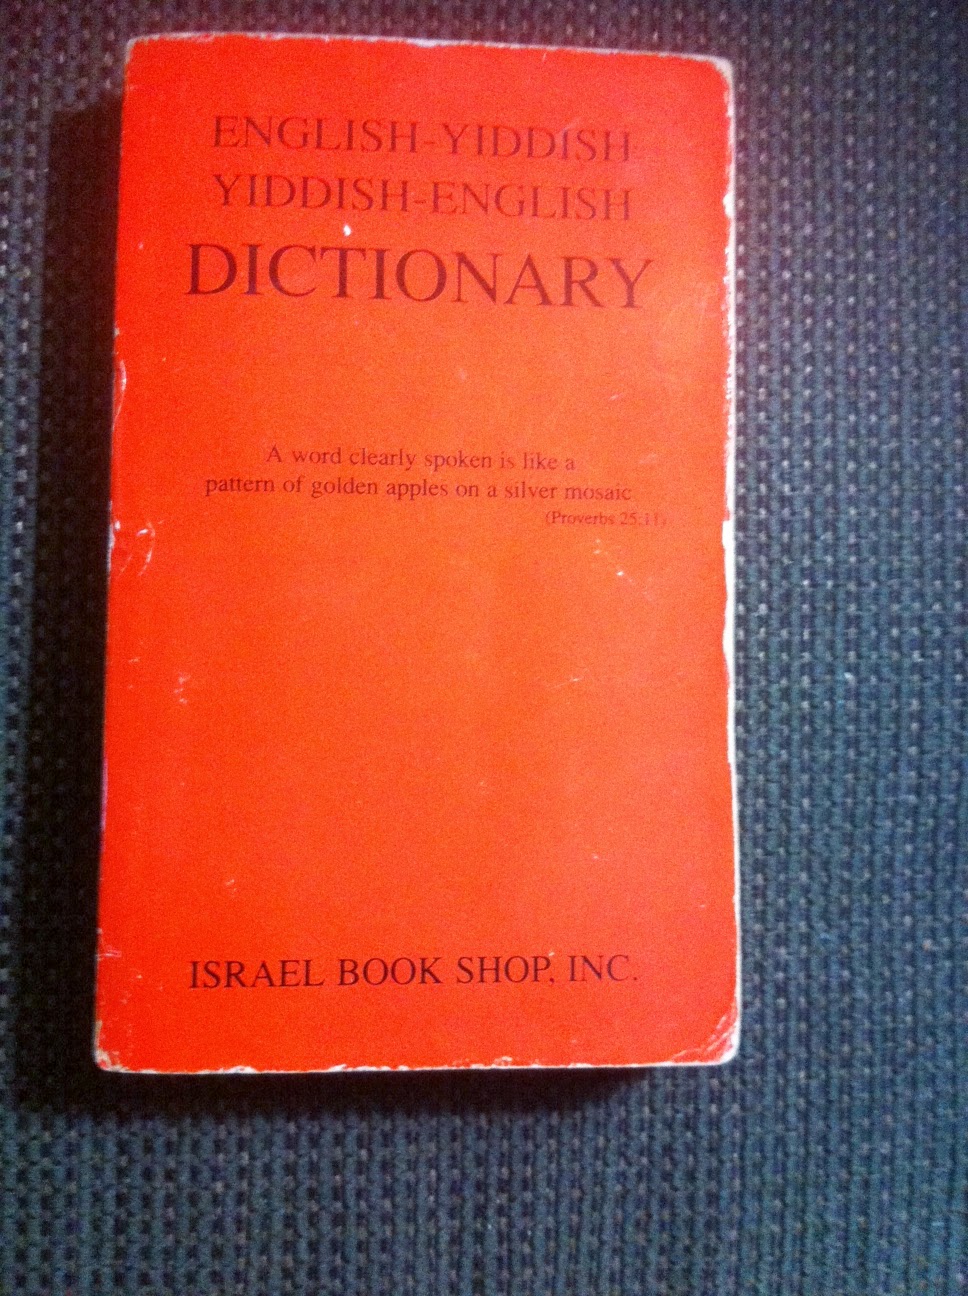 ENGLISH-YIDDISH
YIDDISH-ENGLISH
DICTIONARY
A word clearly spoken is like a
pattern of golden apples on a silver mosaic
(Proverbs 25:11)
ISRAEL BOOK SHOP, INC.